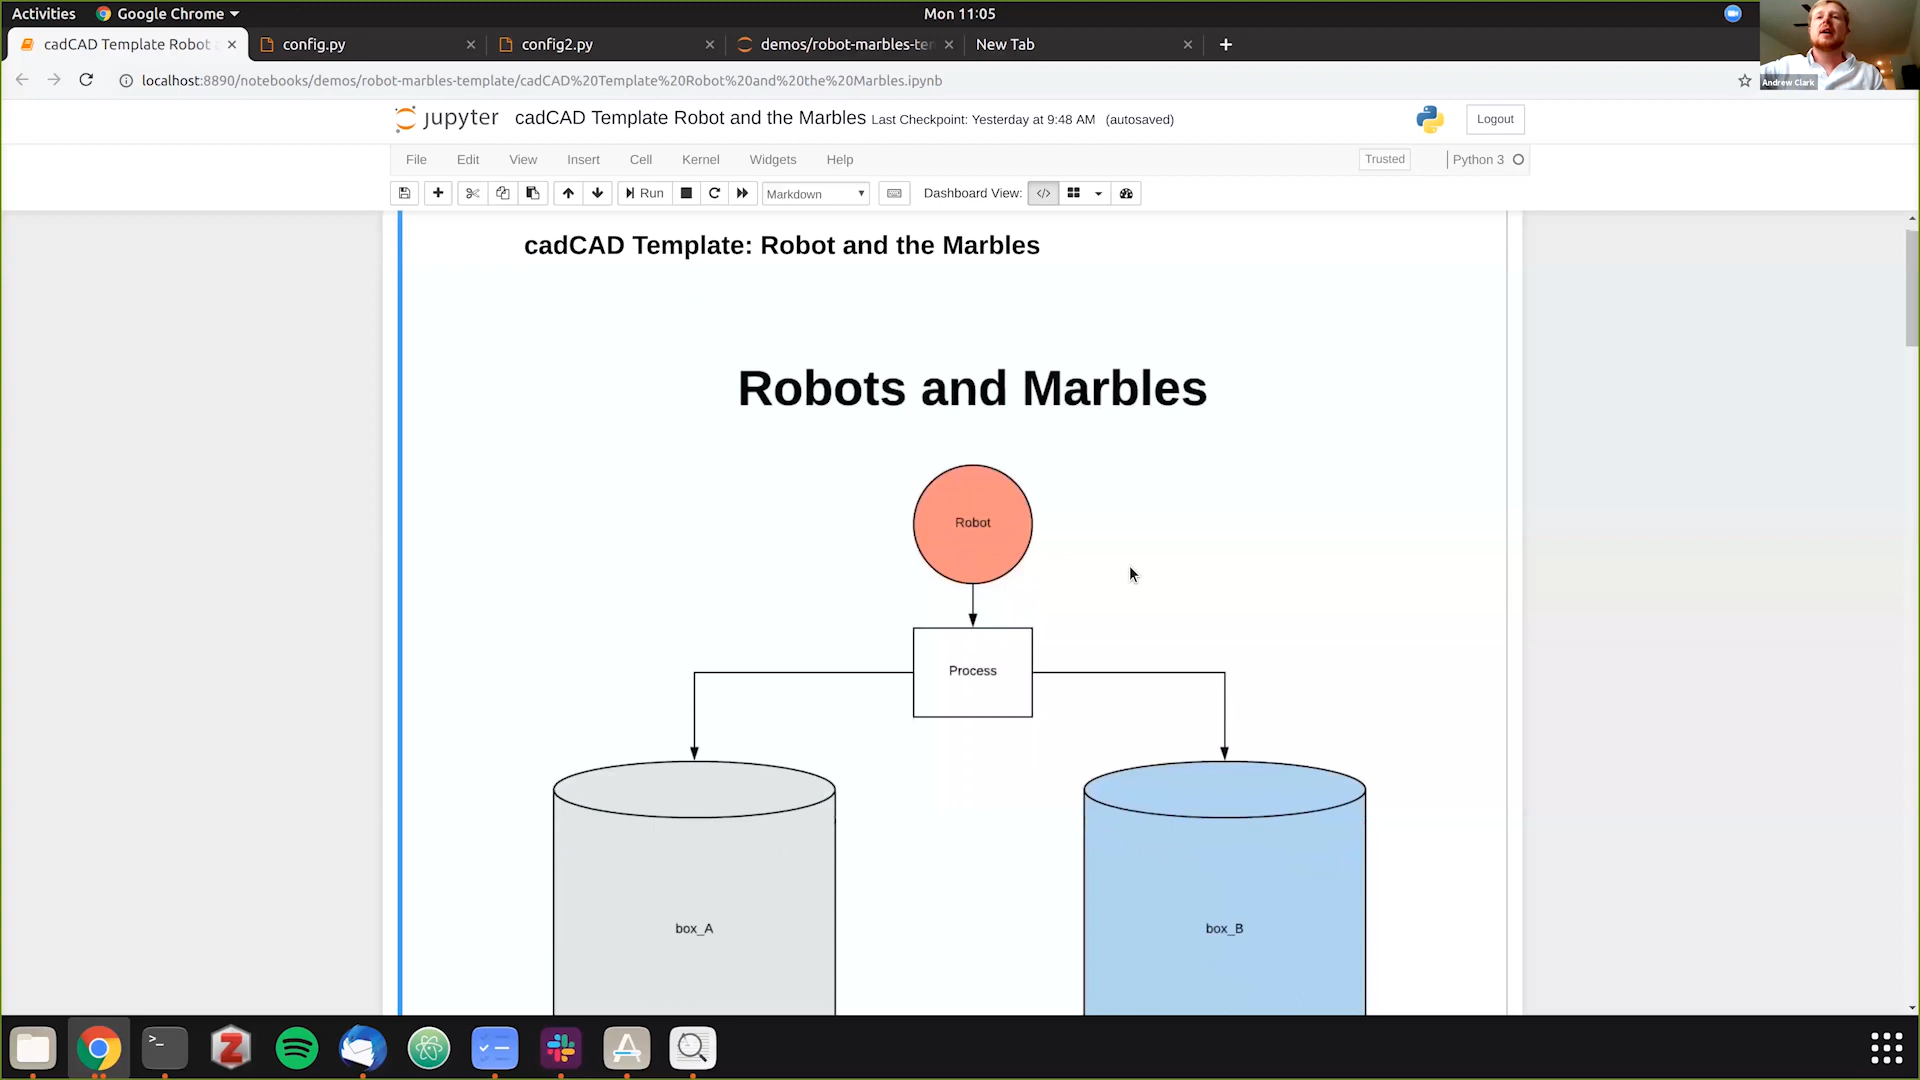 Activities Google Chrome Mon 11:05
cadCAD Template Robot config.py config2.py demos/robot-marbles-te New Tab
localhost:8890/notebooks/demos/robot-marbles-template/cadCAD%20Template%20Robot%20and%20the%20Marbles.ipynb
Andrew Clark
jupyter cadCAD Template Robot and the Marbles Last Checkpoint: Yesterday at 9:48 AM (autosaved) Logout
File Edit View Insert Cell Kernel Widgets Help Trusted Python 3
Run Markdown Dashboard View: </>
cadCAD Template: Robot and the Marbles
Robots and Marbles
Robot
Process
box_A box_B